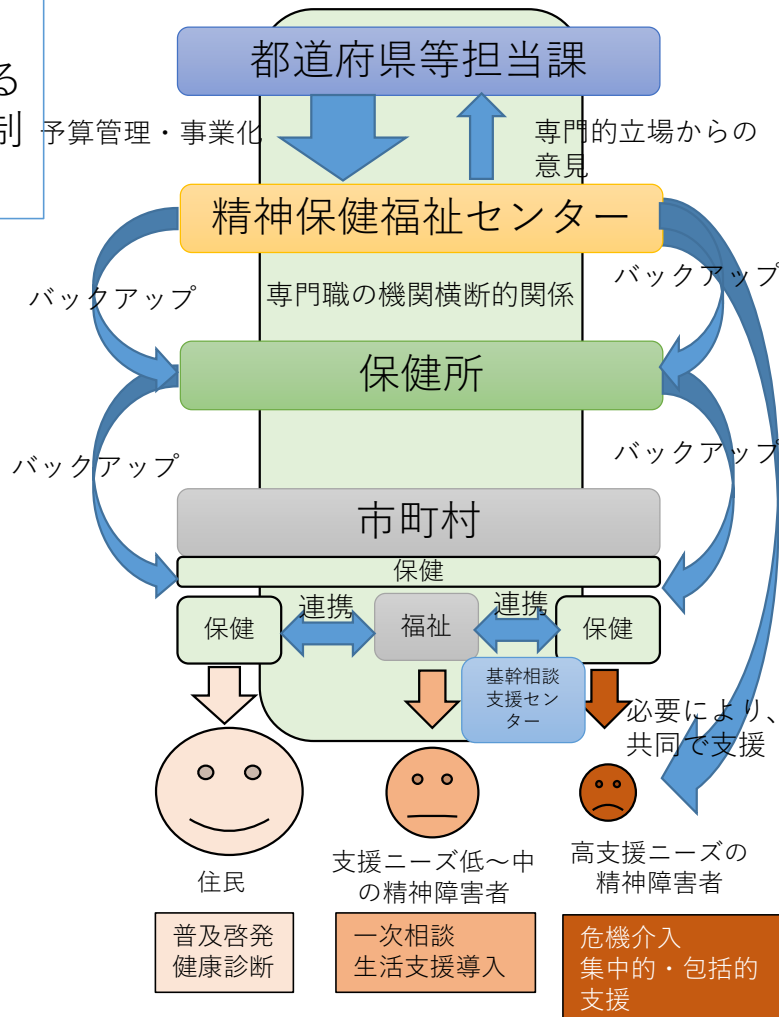 都道府県等担当課
る
制
予算管理・事業化
専門的立場からの
意見
精神保健福祉センター
バックアップ
専門職の機関横断的関係
バックアップ
保健所
バックアップ
バックアップ
市町村
保健
保健
連携
福祉
連携
保健
基幹相談
支援セン
ター
必要により、
共同で支援
住民
支援ニーズ低~中
の精神障害者
高支援ニーズの
精神障害者
普及啓発
健康診断
一次相談
生活支援導入
危機介入
集中的・包括的
支援